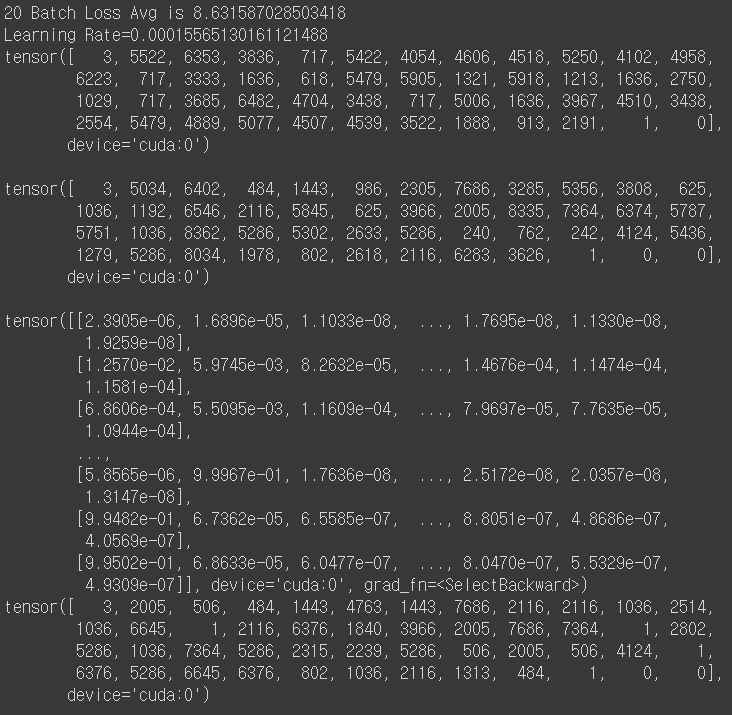 20 Batch Loss Avg is 8.631587028503418
Learning Rate=0.00015565130161121488
tensor([   3, 5522, 6353, 3836,  717, 5422, 4054, 4606, 4518, 5250, 4102, 4958,
        6223,  717, 3333, 1636,  618, 5479, 5905, 1321, 5918, 1213, 1636, 2750,
        1029,  717, 3685, 6482, 4704, 3438,  717, 5006, 1636, 3967, 4510, 3438,
        2554, 5479, 4889, 5077, 4507, 4539, 3522, 1888,  913, 2191,    1,    0],
       device='cuda:0')
tensor([   3, 5034, 6402,  484, 1443,  986, 2305, 7686, 3285, 5356, 3808,  625,
        1036, 1192, 6546, 2116, 5845,  625, 3966, 2005, 8335, 7364, 6374, 5787,
        5751, 1036, 8362, 5286, 5302, 2633, 5286,  240,  762,  242, 4124, 5436,
        1279, 5286, 8034, 1978,  802, 2618, 2116, 6283, 3626,    1,    0,    0],
       device='cuda:0')
tensor([[2.3905e-06, 1.6896e-05, 1.1033e-08,  ..., 1.7695e-08, 1.1330e-08,
         1.9259e-08],
        [1.2570e-02, 5.9745e-03, 8.2632e-05,  ..., 1.4676e-04, 1.1474e-04,
         1.1581e-04],
        [6.8606e-04, 5.5095e-03, 1.1609e-04,  ..., 7.9697e-05, 7.7635e-05,
         1.0944e-04],
        ...,
        [5.8565e-06, 9.9967e-01, 1.7636e-08,  ..., 2.5172e-08, 2.0357e-08,
         1.3147e-08],
        [9.9482e-01, 6.7362e-05, 6.5585e-07,  ..., 8.8051e-07, 4.8686e-07,
         4.0569e-07],
        [9.9502e-01, 6.8633e-05, 6.0477e-07,  ..., 8.0470e-07, 5.5329e-07,
         4.9309e-07]], device='cuda:0', grad_fn=<SelectBackward>)
tensor([   3, 2005,  506,  484, 1443, 4763, 1443, 7686, 2116, 2116, 1036, 2514,
        1036, 6645,    1, 2116, 6376, 1840, 3966, 2005, 7686, 7364,    1, 2802,
        5286, 1036, 7364, 5286, 2315, 2239, 5286,  506, 2005,  506, 4124,    1,
        6376, 5286, 6645, 6376,  802, 1036, 2116, 1313,  484,    1,    0,    0],
       device='cuda:0')